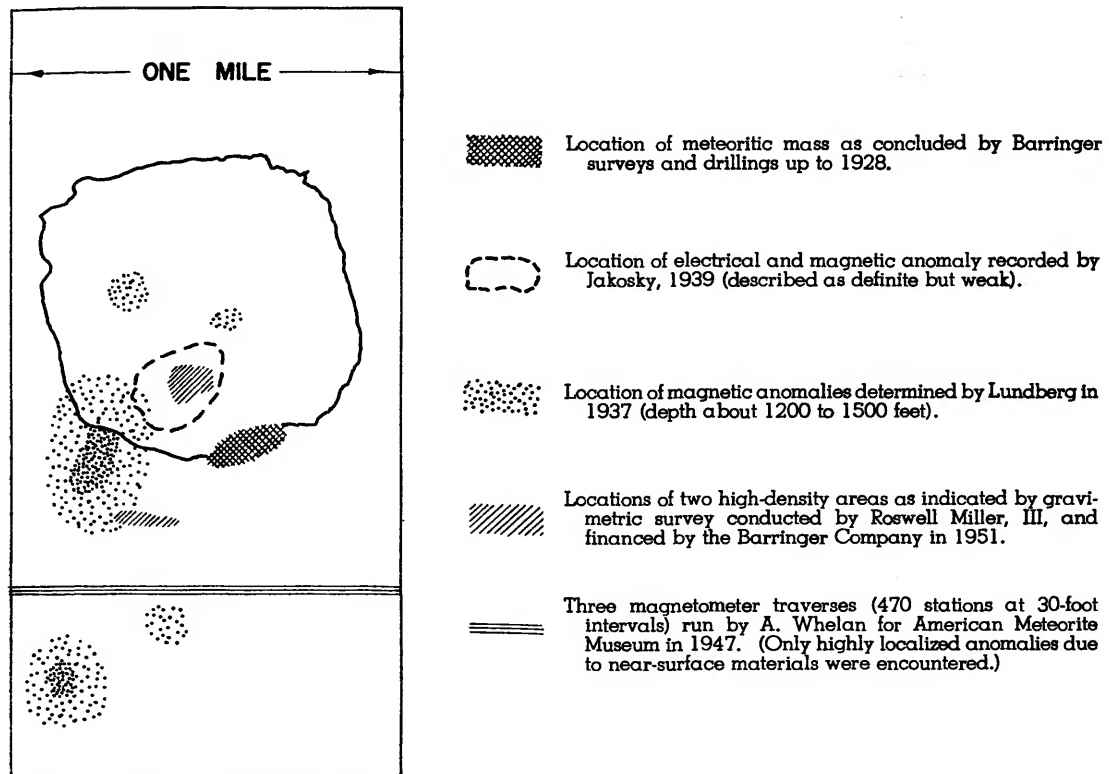 ONE MILE
Location of meteoritic mass as concluded by Barringer
surveys and drillings up to 1928.
Location of electrical and magnetic anomaly recorded by
Jakosky, 1939 (described as definite but weak).
Location of magnetic anomalies determined by Lundberg in
1937 (depth about 1200 to 1500 feet).
Locations of two high-density areas as indicated by gravi-
metric survey conducted by Roswell Miller, III, and
financed by the Barringer Company in 1951.
Three magnetometer traverses (470 stations at 30-foot
intervals) run by A. Whelan for American Meteorite
Museum in 1947. (Only highly localized anomalies due
to near-surface materials were encountered.)